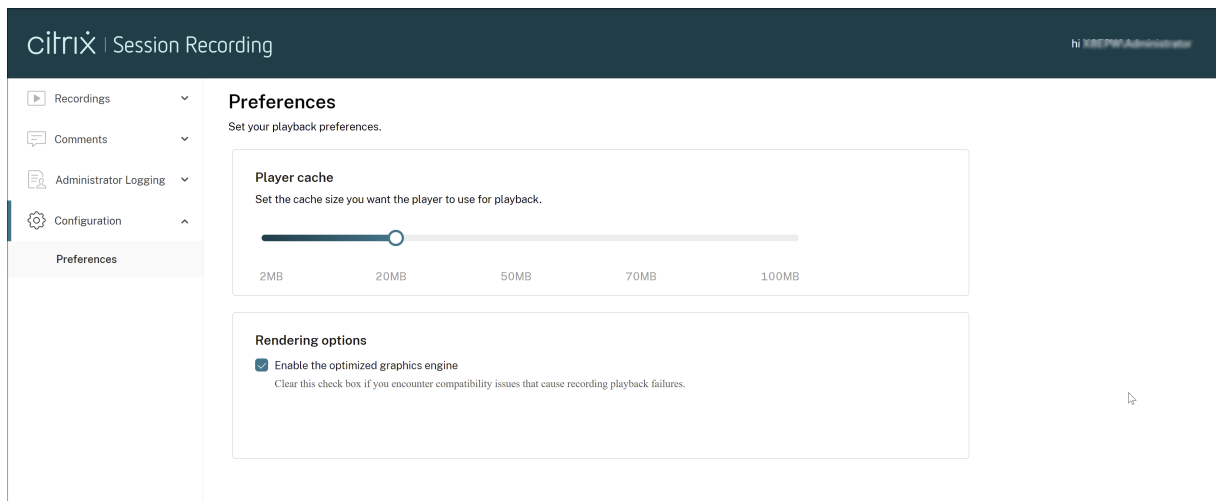 citrix | Session Recording
hi
Recordings
Comments
Administrator Logging
Configuration
Preferences
Preferences
Set your playback preferences.
Player cache
Set the cache size you want the player to use for playback.
2MB 20MB 50MB 70MB 100MB
Rendering options
Enable the optimized graphics engine
Clear this check box if you encounter compatibility issues that cause recording playback failures.